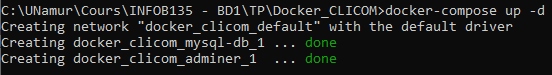 C:\UNamur\Cours\INFOB135 - BD1\TP\Docker_CLICOM>docker-compose up -d
Creating network "docker_clicom_default" with the default driver
Creating docker_clicom_mysql-db_1 ... done
Creating docker_clicom_adminer_1  ... done